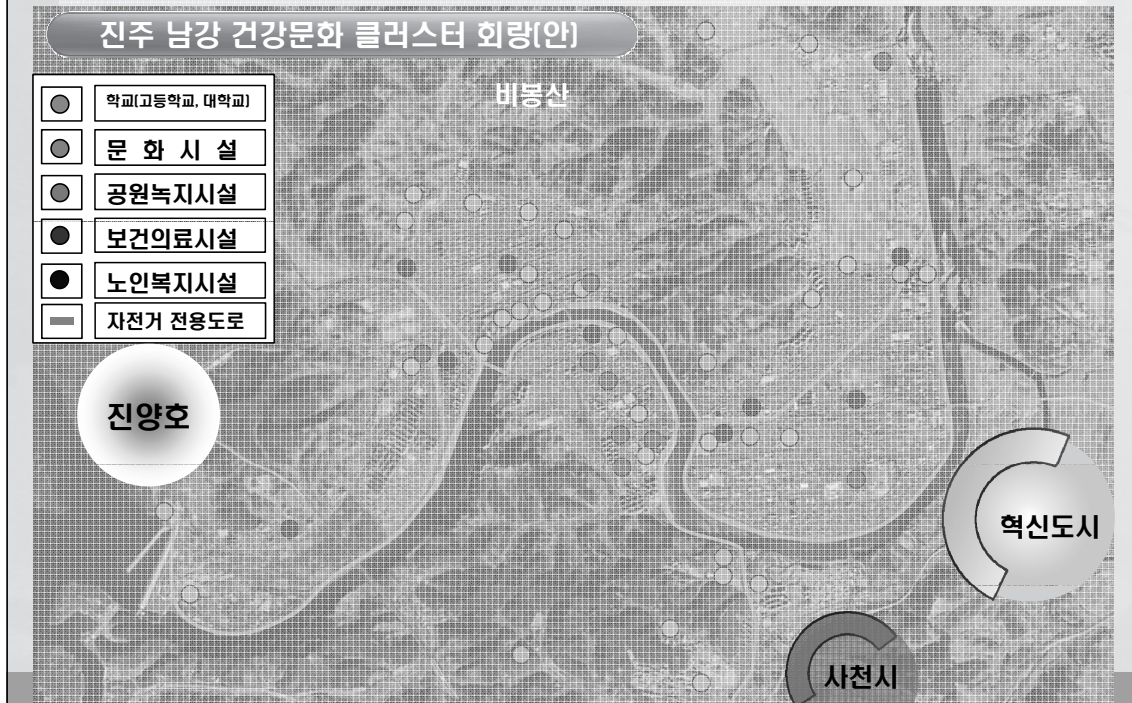 진주 남강 건강문화 클러스터 회랑(안)
비봉산
학교(고등학교, 대학교)
문 화 시 설
공원녹지시설
보건의료시설
노인복지시설
자전거 전용도로
진양호
혁신도시
사천시